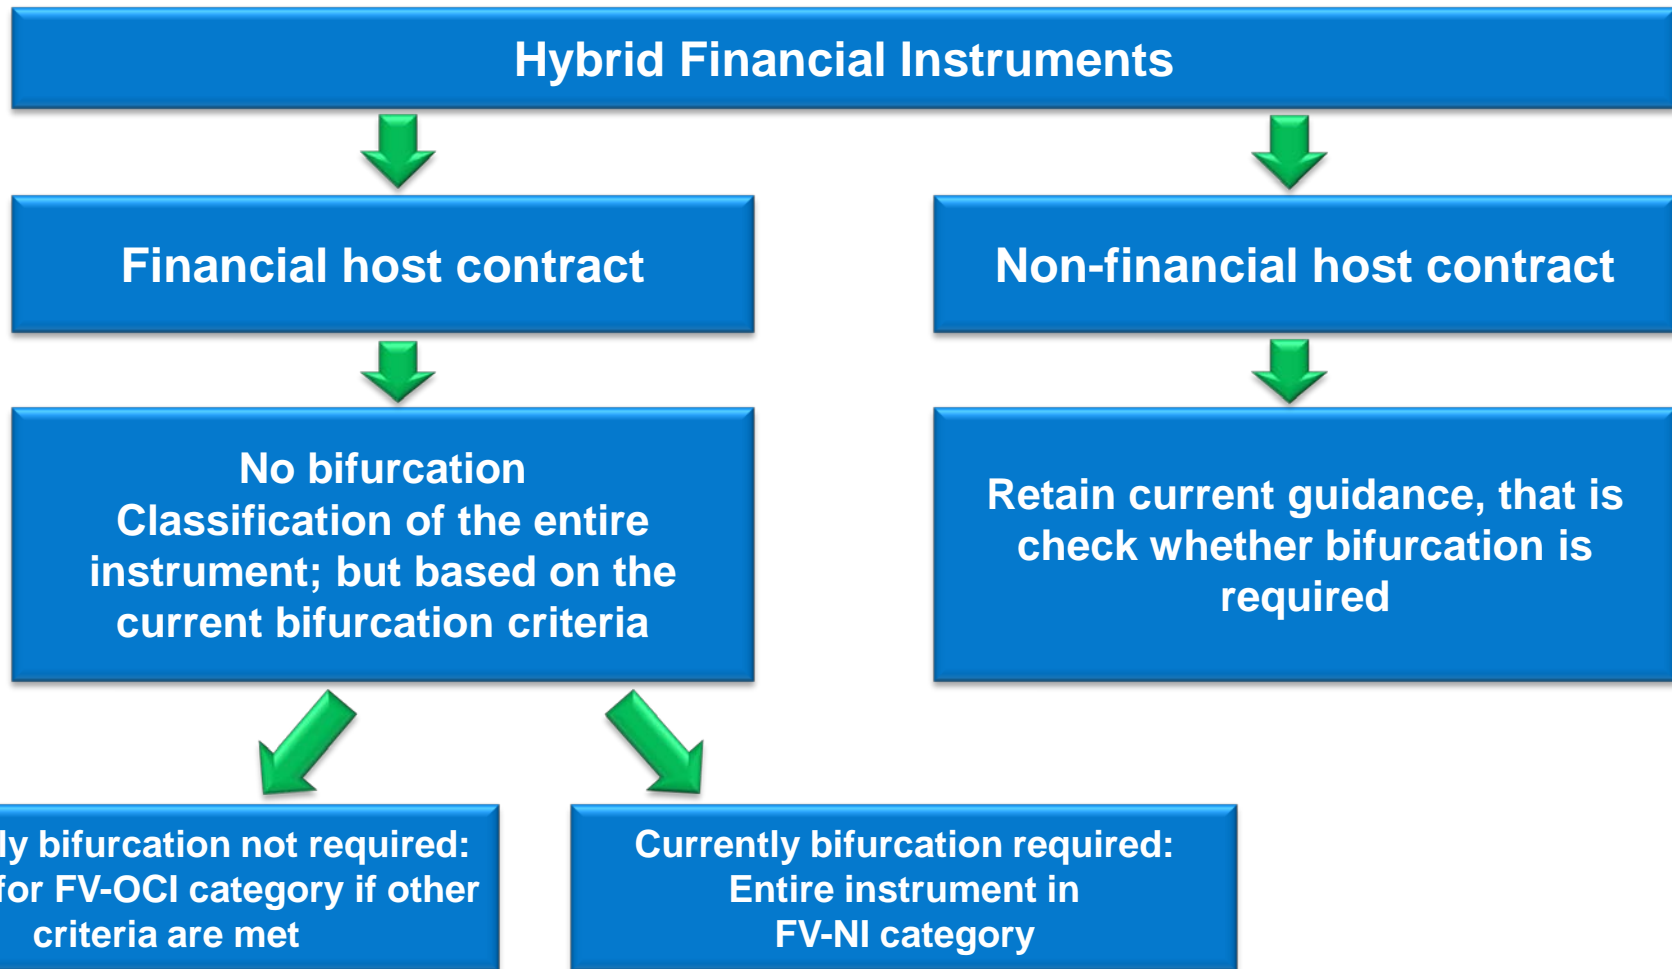 Hybrid Financial Instruments
Financial host contract
Non-financial host contract
No bifurcation
Classification of the entire
instrument; but based on the
current bifurcation criteria
Retain current guidance, that is
check whether bifurcation is
required
ly bifurcation not required:
for FV-OCI category if other
criteria are met
Currently bifurcation required:
Entire instrument in
FV-NI category